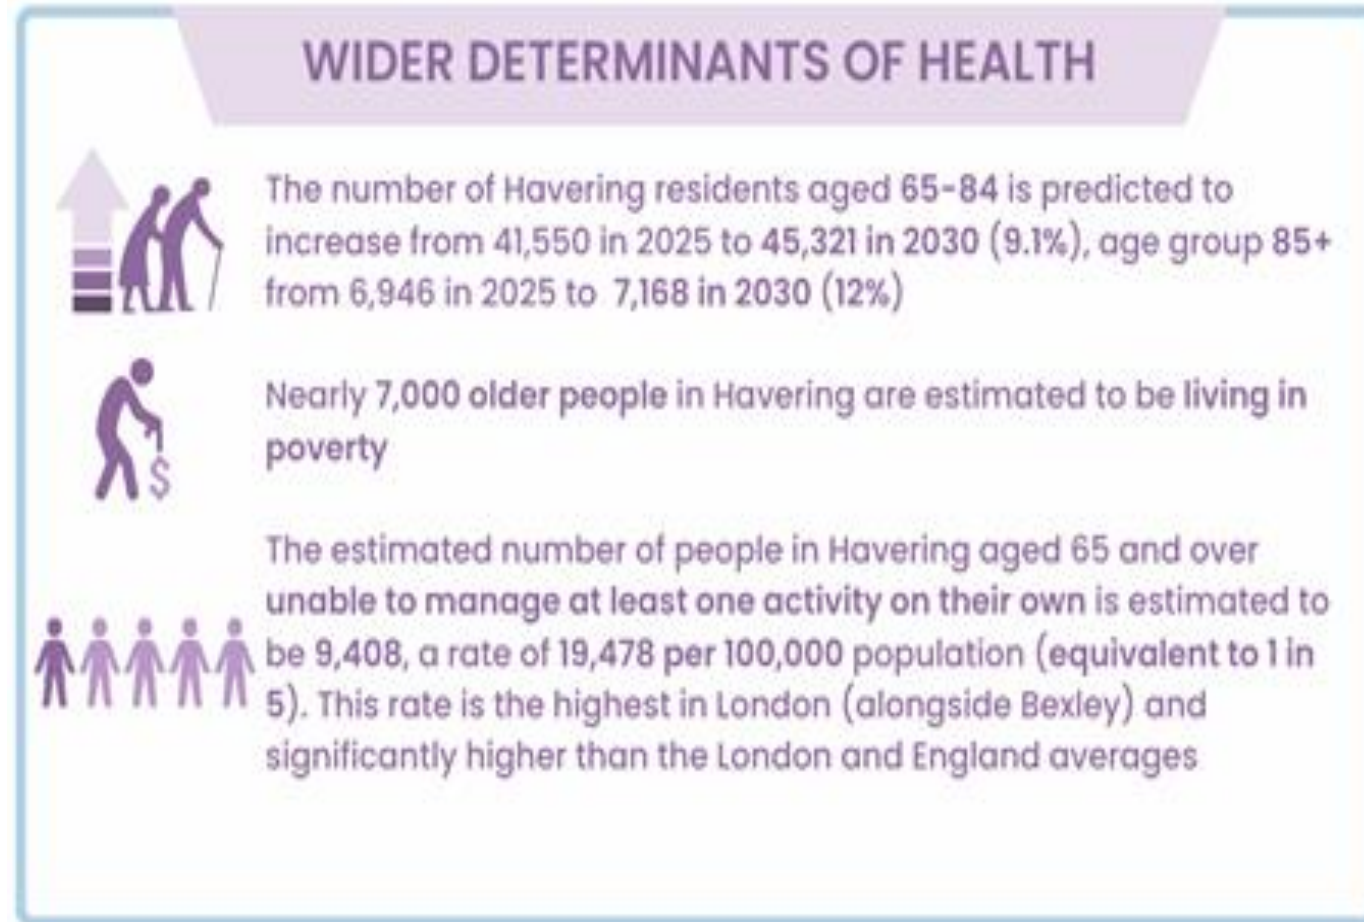 WIDER DETERMINANTS OF HEALTH
The number of Havering residents aged 65-84 is predicted to
increase from 41,550 in 2025 to 45,321 in 2030 (9.1%), age group 85+
from 6,946 in 2025 to 7,168 in 2030 (12%)
Nearly 7,000 older people in Havering are estimated to be living in
poverty
$
The estimated number of people in Havering aged 65 and over
unable to manage at least one activity on their own is estimated to
be 9,408, a rate of 19,478 per 100,000 population (equivalent to 1 in
5). This rate is the highest in London (alongside Bexley) and
significantly higher than the London and England averages